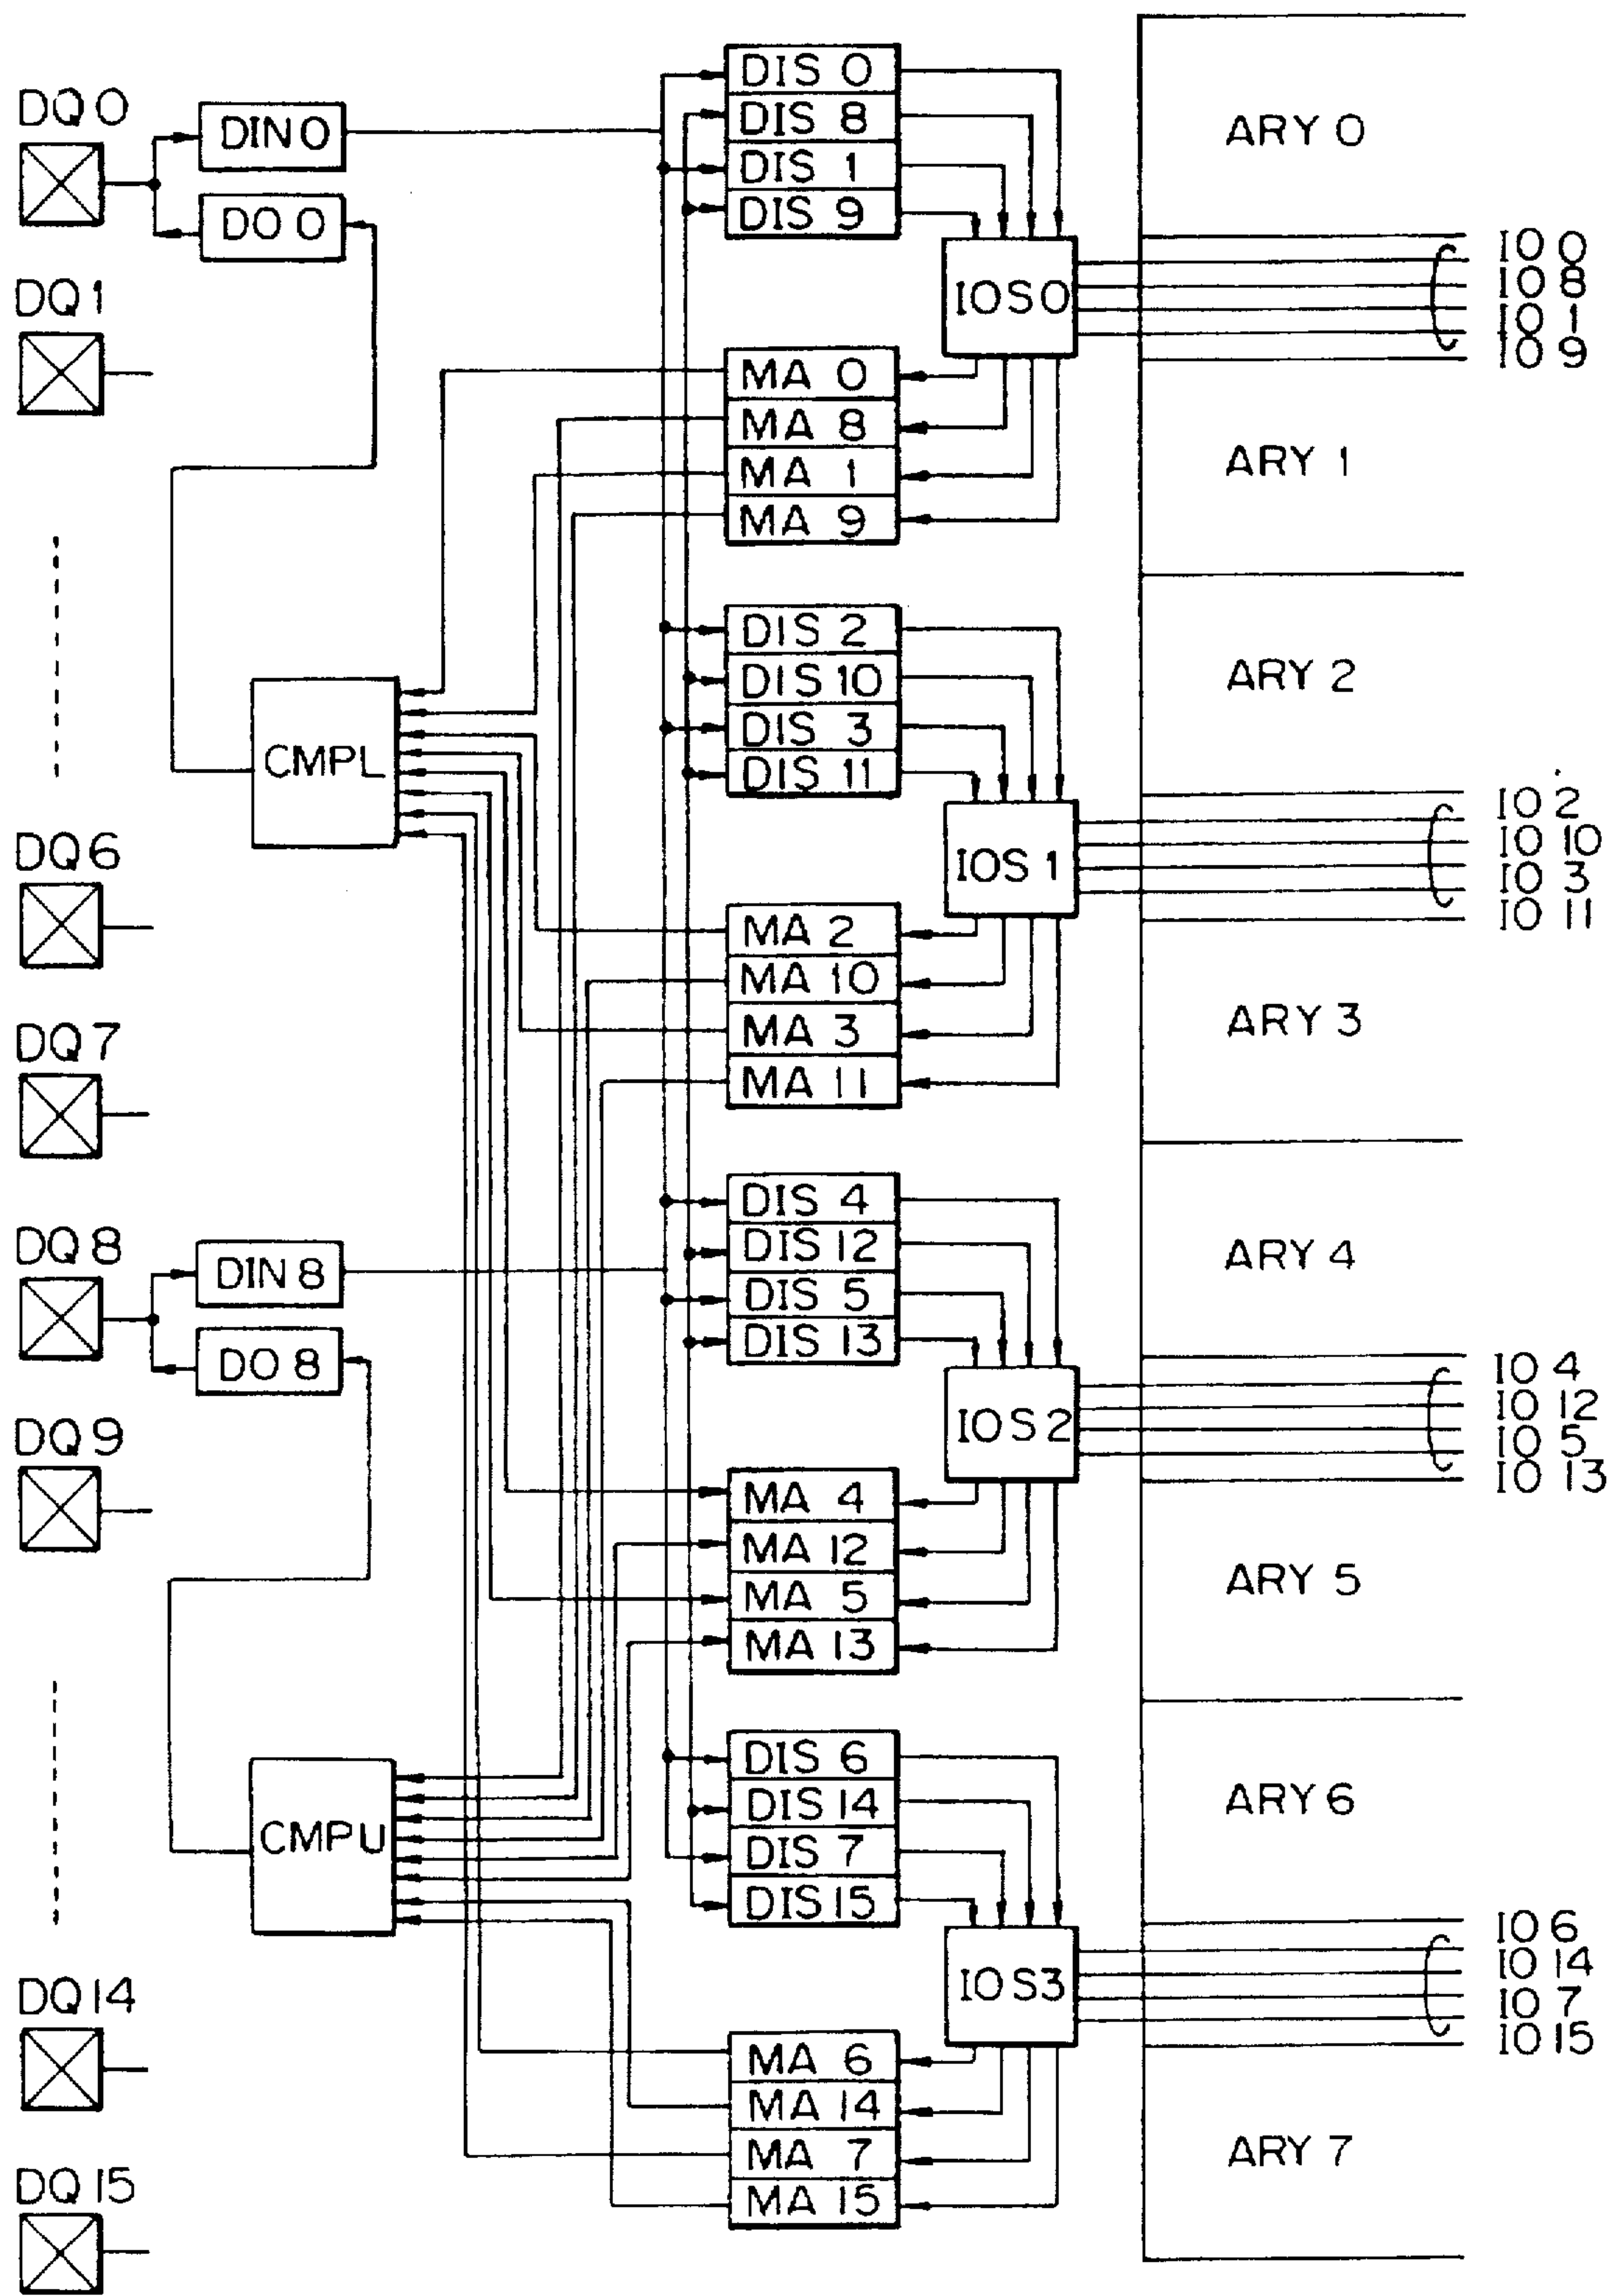 DQ 0
DIN 0
DO 0
DQ 1
DQ 6
DQ 7
DQ 8
DIN 8
DO 8
DQ 9
DQ 14
DQ 15
CMPL
CMPU
DIS 0
DIS 8
DIS 1
DIS 9
IOS 0
MA 0
MA 8
MA 1
MA 9
DIS 2
DIS 10
DIS 3
DIS 11
IOS 1
MA 2
MA 10
MA 3
MA 11
DIS 4
DIS 12
DIS 5
DIS 13
IOS 2
MA 4
MA 12
MA 5
MA 13
DIS 6
DIS 14
DIS 7
DIS 15
IOS 3
MA 6
MA 14
MA 7
MA 15
ARY 0
IO 0
IO 8
IO 1
IO 9
ARY 1
ARY 2
IO 2
IO 10
IO 3
IO 11
ARY 3
ARY 4
IO 4
IO 12
IO 5
IO 13
ARY 5
ARY 6
IO 6
IO 14
IO 7
IO 15
ARY 7